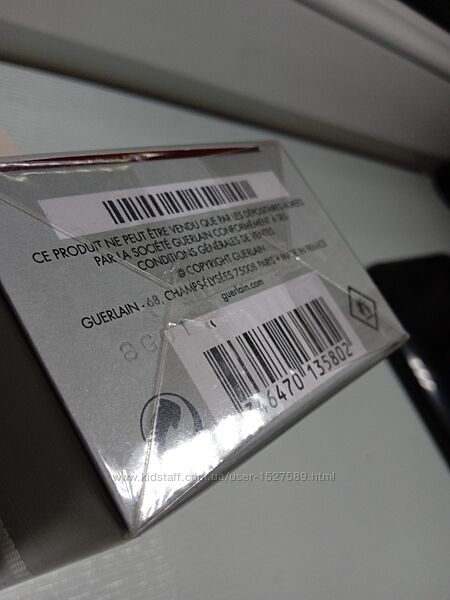 CE PRODUIT NE PEUT ÊTRE VENDU QUE PAR LES DÉPOSITAIRES AGRÉÉS
PAR LA SOCIÉTÉ GUERLAIN CONFORMÉMENT À SES
CONDITIONS GÉNÉRALES DE VENTES
© COPYRIGHT GUERLAIN
GUERLAIN - 68, CHAMPS-ÉLYSÉES 75008 PARIS • MADE IN FRANCE
guerlain.com
346470 135802
www.kidstaff.com.ua/user-1527589.html